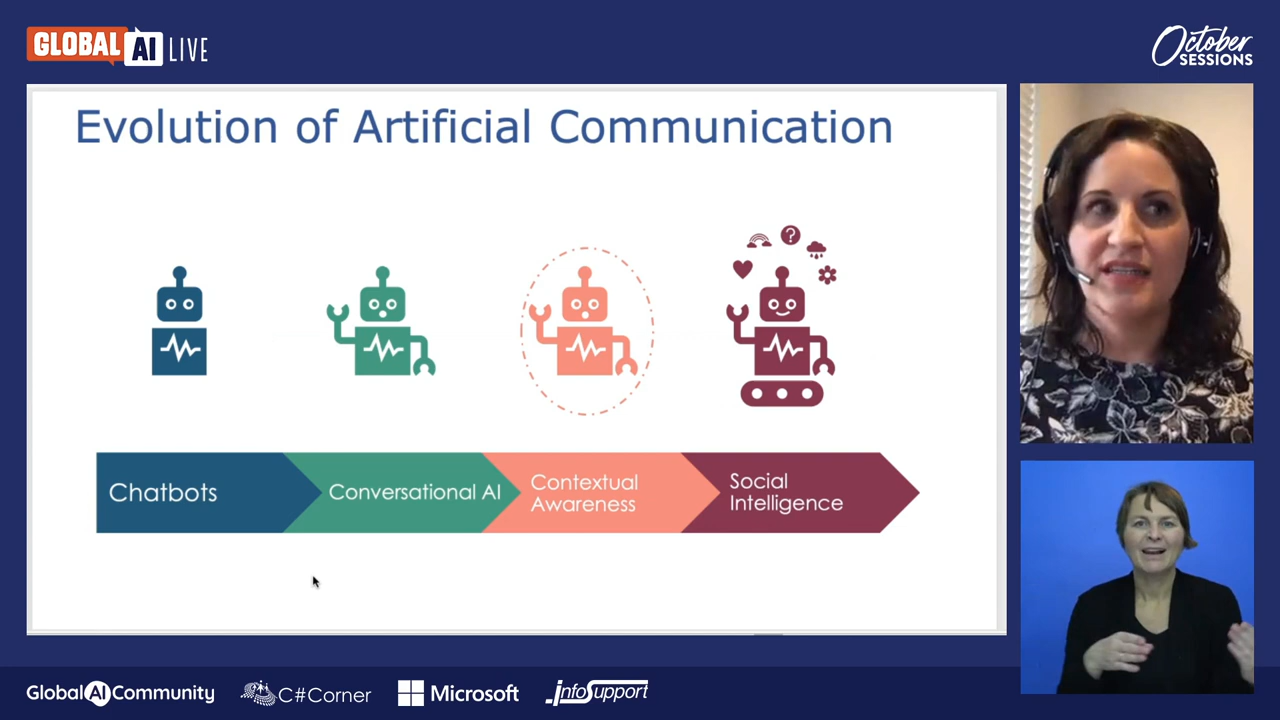 GLOBAL AI LIVE
October
SESSIONS
Evolution of Artificial Communication
?
Chatbots
Conversational AI
Contextual
Awareness
Social
Intelligence
Global AI Community
C#Corner
Microsoft
infoSupport